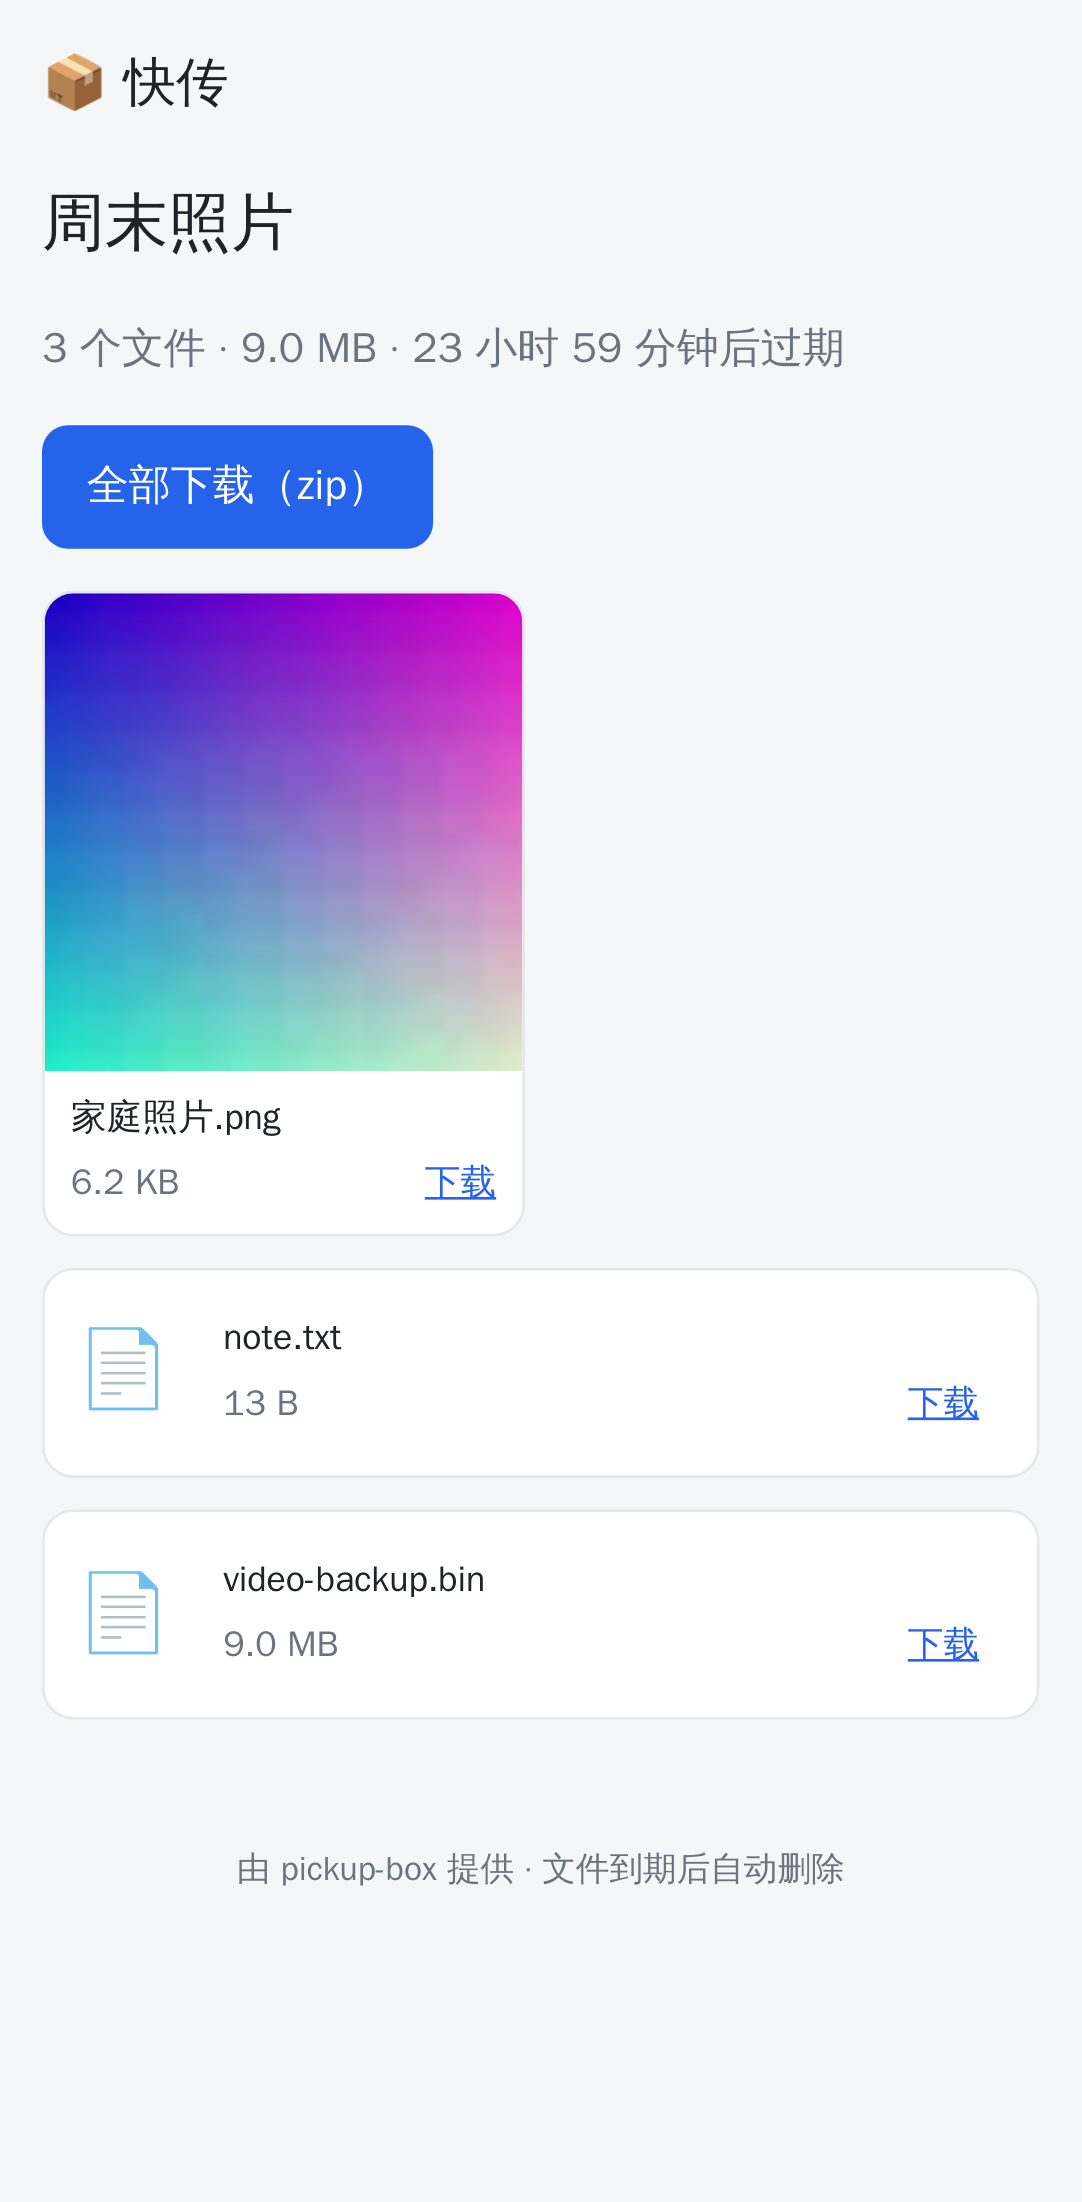 快传
周末照片
3 个文件 · 9.0 MB · 23 小时 59 分钟后过期
全部下载（zip）
家庭照片.png
6.2 KB 下载
note.txt
13 B 下载
video-backup.bin
9.0 MB 下载
由 pickup-box 提供 · 文件到期后自动删除